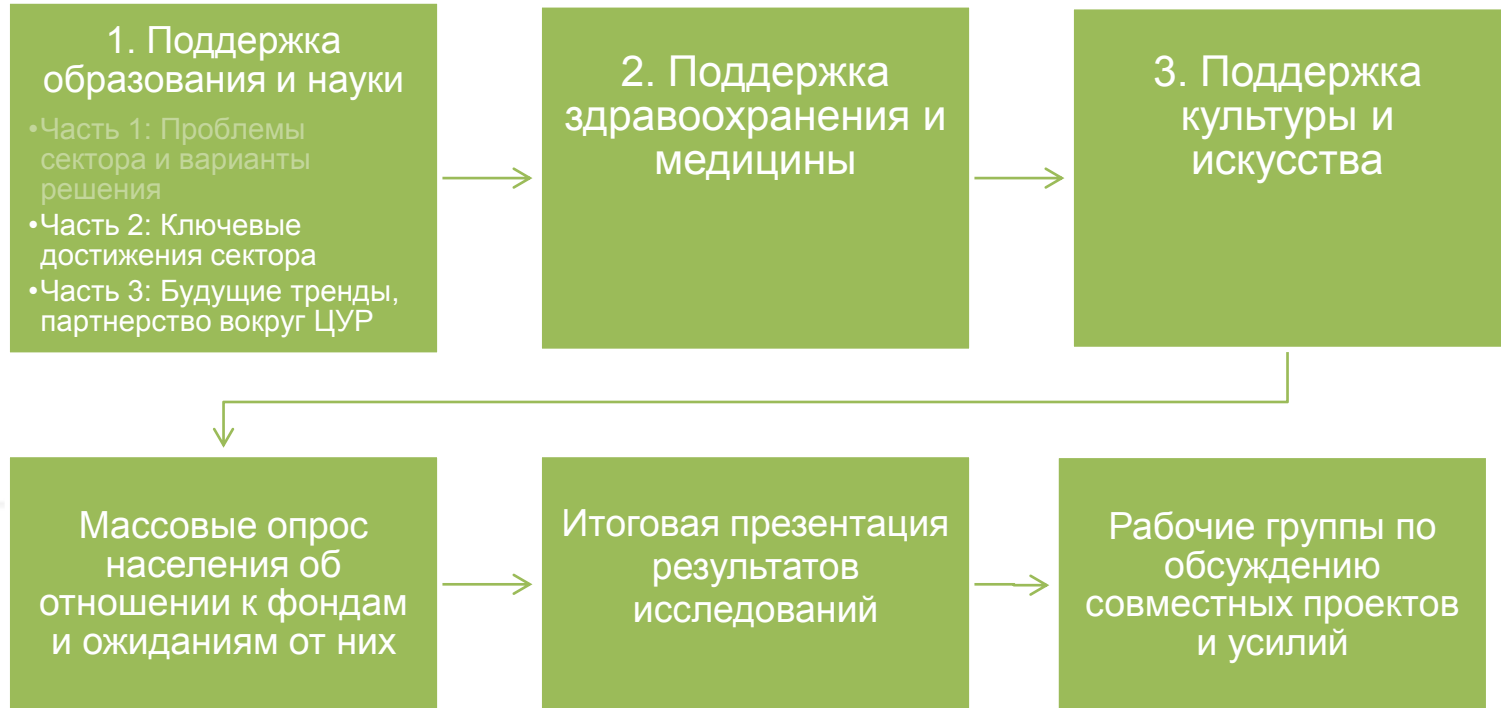 1. Поддержка
образования и науки
•Часть 1: Проблемы
сектора и варианты
решения
•Часть 2: Ключевые
достижения сектора
•Часть 3: Будущие тренды,
партнерство вокруг ЦУР
2. Поддержка
здравоохранения и
медицины
3. Поддержка
культуры и
искусства
Массовые опрос
населения об
отношении к фондам
и ожиданиям от них
Итоговая презентация
результатов
исследований
Рабочие группы по
обсуждению
совместных проектов
и усилий